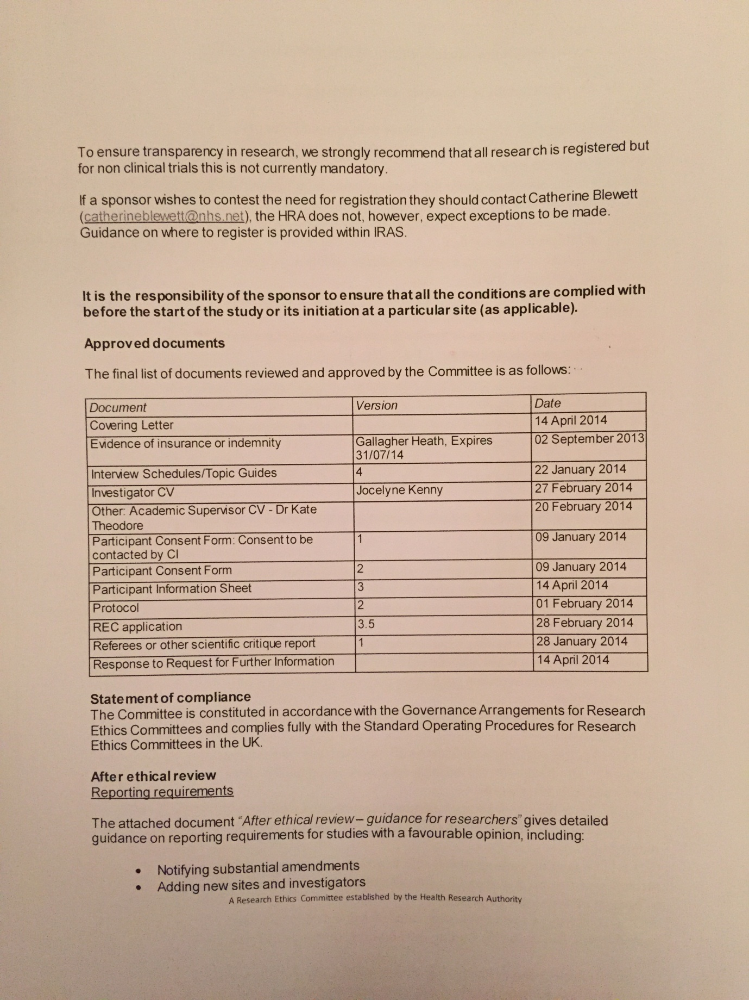 To ensure transparency in research, we strongly recommend that all research is registered but
for non clinical trials this is not currently mandatory.
If a sponsor wishes to contest the need for registration they should contact Catherine Blewett
(catherineblewett@nhs.net), the HRA does not, however, expect exceptions to be made.
Guidance on where to register is provided within IRAS.
It is the responsibility of the sponsor to ensure that all the conditions are complied with
before the start of the study or its initiation at a particular site (as applicable).
Approved documents
The final list of documents reviewed and approved by the Committee is as follows:
Document Version Date
Covering Letter 14 April 2014
Evidence of insurance or indemnity Gallagher Heath, Expires 02 September 2013
31/07/14
Interview Schedules/Topic Guides 4 22 January 2014
Investigator CV Jocelyne Kenny 27 February 2014
Other: Academic Supervisor CV - Dr Kate 20 February 2014
Theodore
Participant Consent Form: Consent to be 1 09 January 2014
contacted by CI
Participant Consent Form 2 09 January 2014
Participant Information Sheet 3 14 April 2014
Protocol 2 01 February 2014
REC application 3.5 28 February 2014
Referees or other scientific critique report 1 28 January 2014
Response to Request for Further Information 14 April 2014
Statement of compliance
The Committee is constituted in accordance with the Governance Arrangements for Research
Ethics Committees and complies fully with the Standard Operating Procedures for Research
Ethics Committees in the UK.
After ethical review
Reporting requirements
The attached document “After ethical review – guidance for researchers” gives detailed
guidance on reporting requirements for studies with a favourable opinion, including:
• Notifying substantial amendments
• Adding new sites and investigators
A Research Ethics Committee established by the Health Research Authority